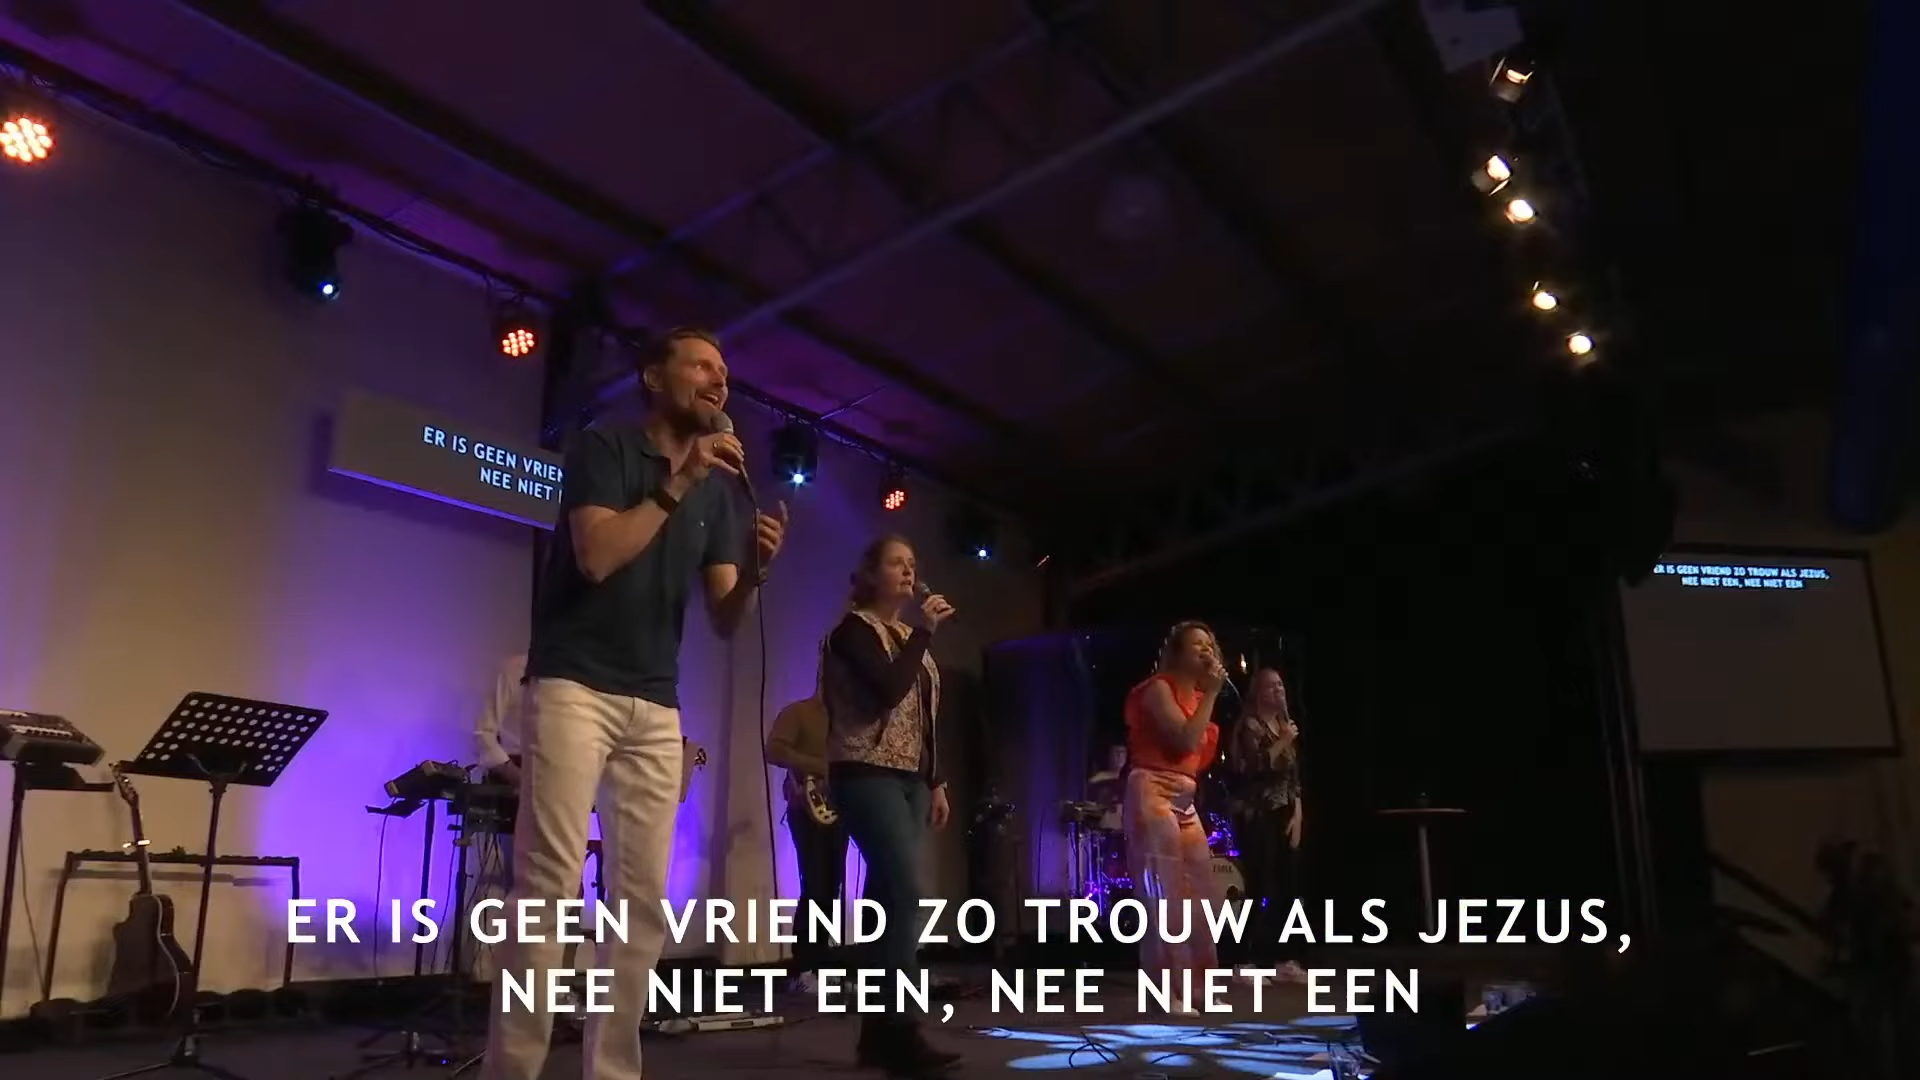 ER IS GEEN VRIEN
NEE NIET
ER IS GEEN VRIEND ZO TROUW ALS JEZUS,
NEE NIET EEN, NEE NIET EEN
ER IS GEEN VRIEND ZO TROUW ALS JEZUS,
NEE NIET EEN, NEE NIET EEN